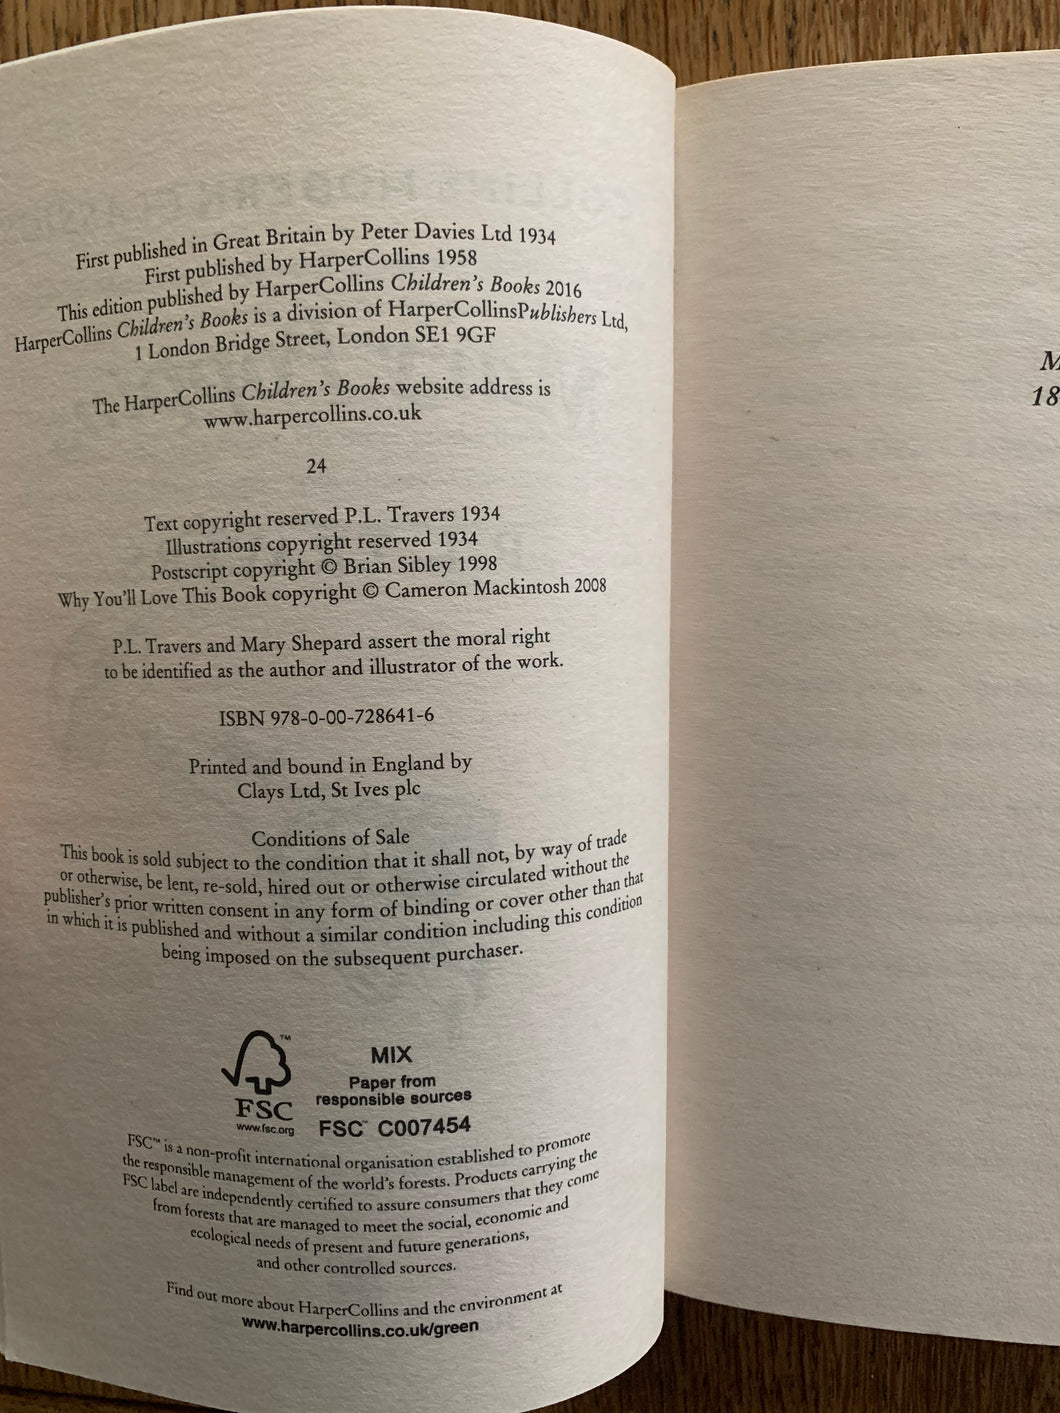 First published in Great Britain by Peter Davies Ltd 1934
First published by HarperCollins 1958
This edition published by HarperCollins Children's Books 2016
HarperCollins Children's Books is a division of HarperCollinsPublishers Ltd,
1 London Bridge Street, London SE1 9GF
The HarperCollins Children's Books website address is
www.harpercollins.co.uk
24
Text copyright reserved P.L. Travers 1934
Illustrations copyright reserved 1934
Postscript copyright © Brian Sibley 1998
Why You'll Love This Book copyright © Cameron Mackintosh 2008
P.L. Travers and Mary Shepard assert the moral right
to be identified as the author and illustrator of the work.
ISBN 978-0-00-728641-6
Printed and bound in England by
Clays Ltd, St Ives plc
Conditions of Sale
This book is sold subject to the condition that it shall not, by way of trade
or otherwise, be lent, re-sold, hired out or otherwise circulated without the
publisher's prior written consent in any form of binding or cover other than that
in which it is published and without a similar condition including this condition
being imposed on the subsequent purchaser.
™
FSC
www.fsc.org
MIX
Paper from
responsible sources
FSC™ C007454
FSC™ is a non-profit international organisation established to promote
the responsible management of the world's forests. Products carrying the
FSC label are independently certified to assure consumers that they come
from forests that are managed to meet the social, economic and
ecological needs of present and future generations,
and other controlled sources.
Find out more about HarperCollins and the environment at
www.harpercollins.co.uk/green
M
18